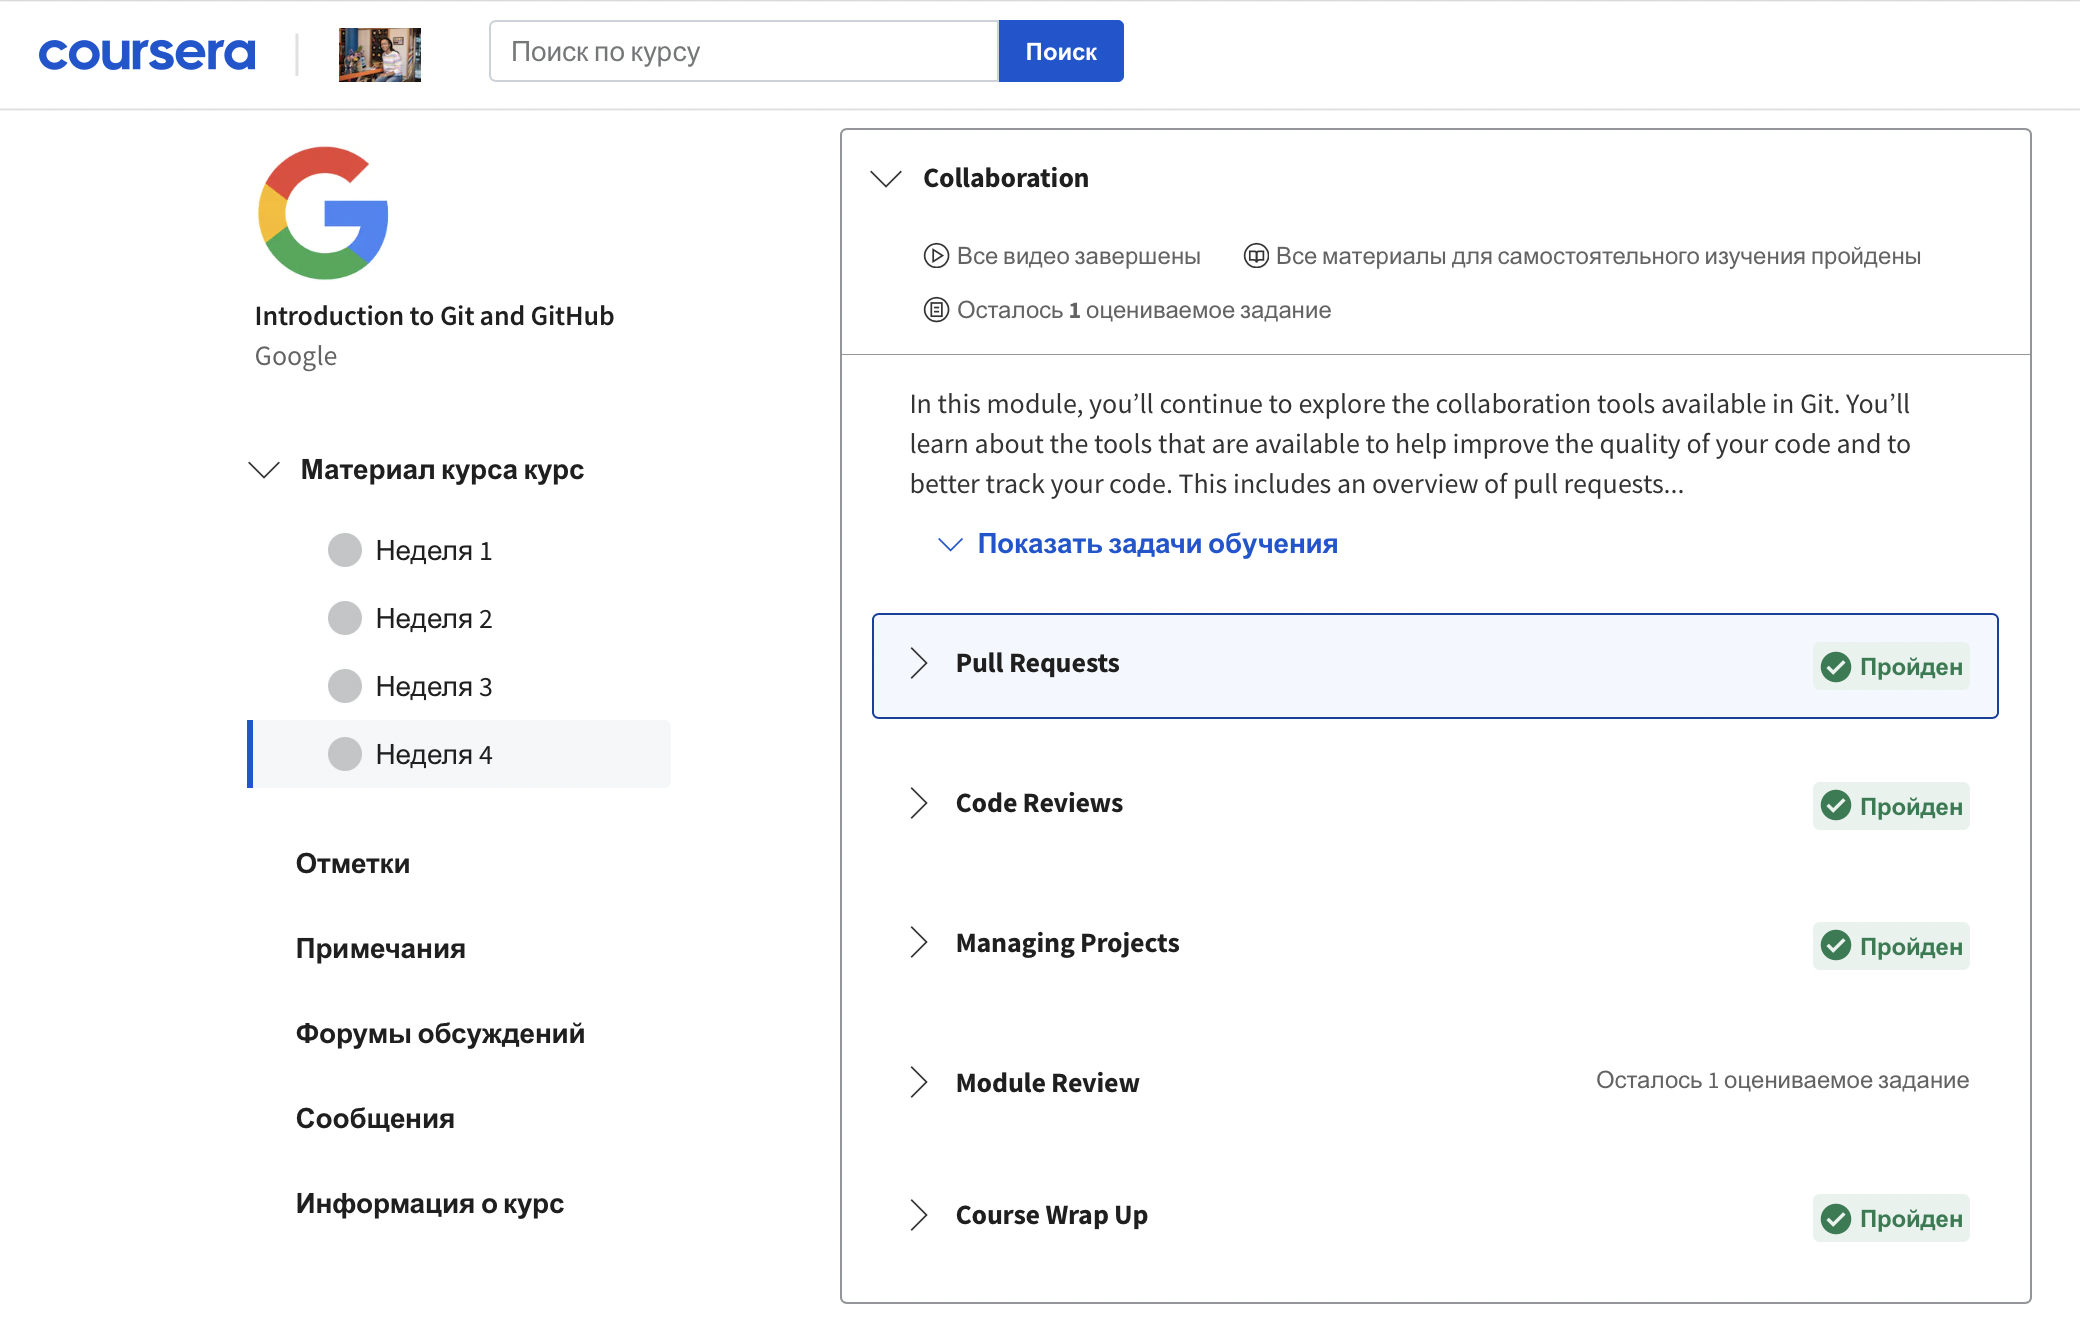 coursera
Поиск по курсу
Поиск
Introduction to Git and GitHub
Google
Материал курса курс
Неделя 1
Неделя 2
Неделя 3
Неделя 4
Отметки
Примечания
Форумы обсуждений
Сообщения
Информация о курс
Collaboration
Все видео завершены
Все материалы для самостоятельного изучения пройдены
Осталось 1 оцениваемое задание
In this module, you’ll continue to explore the collaboration tools available in Git. You’ll
learn about the tools that are available to help improve the quality of your code and to
better track your code. This includes an overview of pull requests...
Показать задачи обучения
Pull Requests
Пройден
Code Reviews
Пройден
Managing Projects
Пройден
Module Review
Осталось 1 оцениваемое задание
Course Wrap Up
Пройден